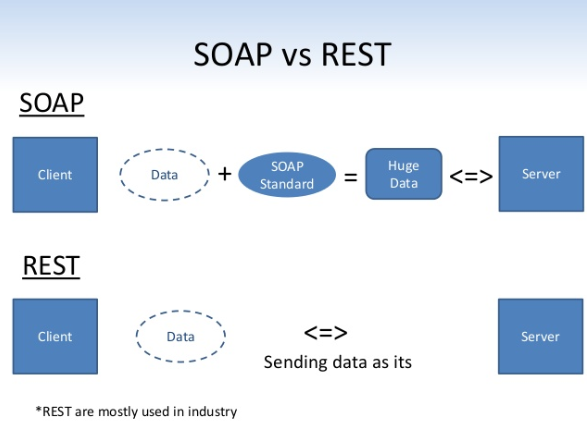 SOAP vs REST
SOAP
Client
Data
+
SOAP
Standard
=
Huge
Data
<=>
Server
REST
Client
Data
<=>
Sending data as its
Server
*REST are mostly used in industry